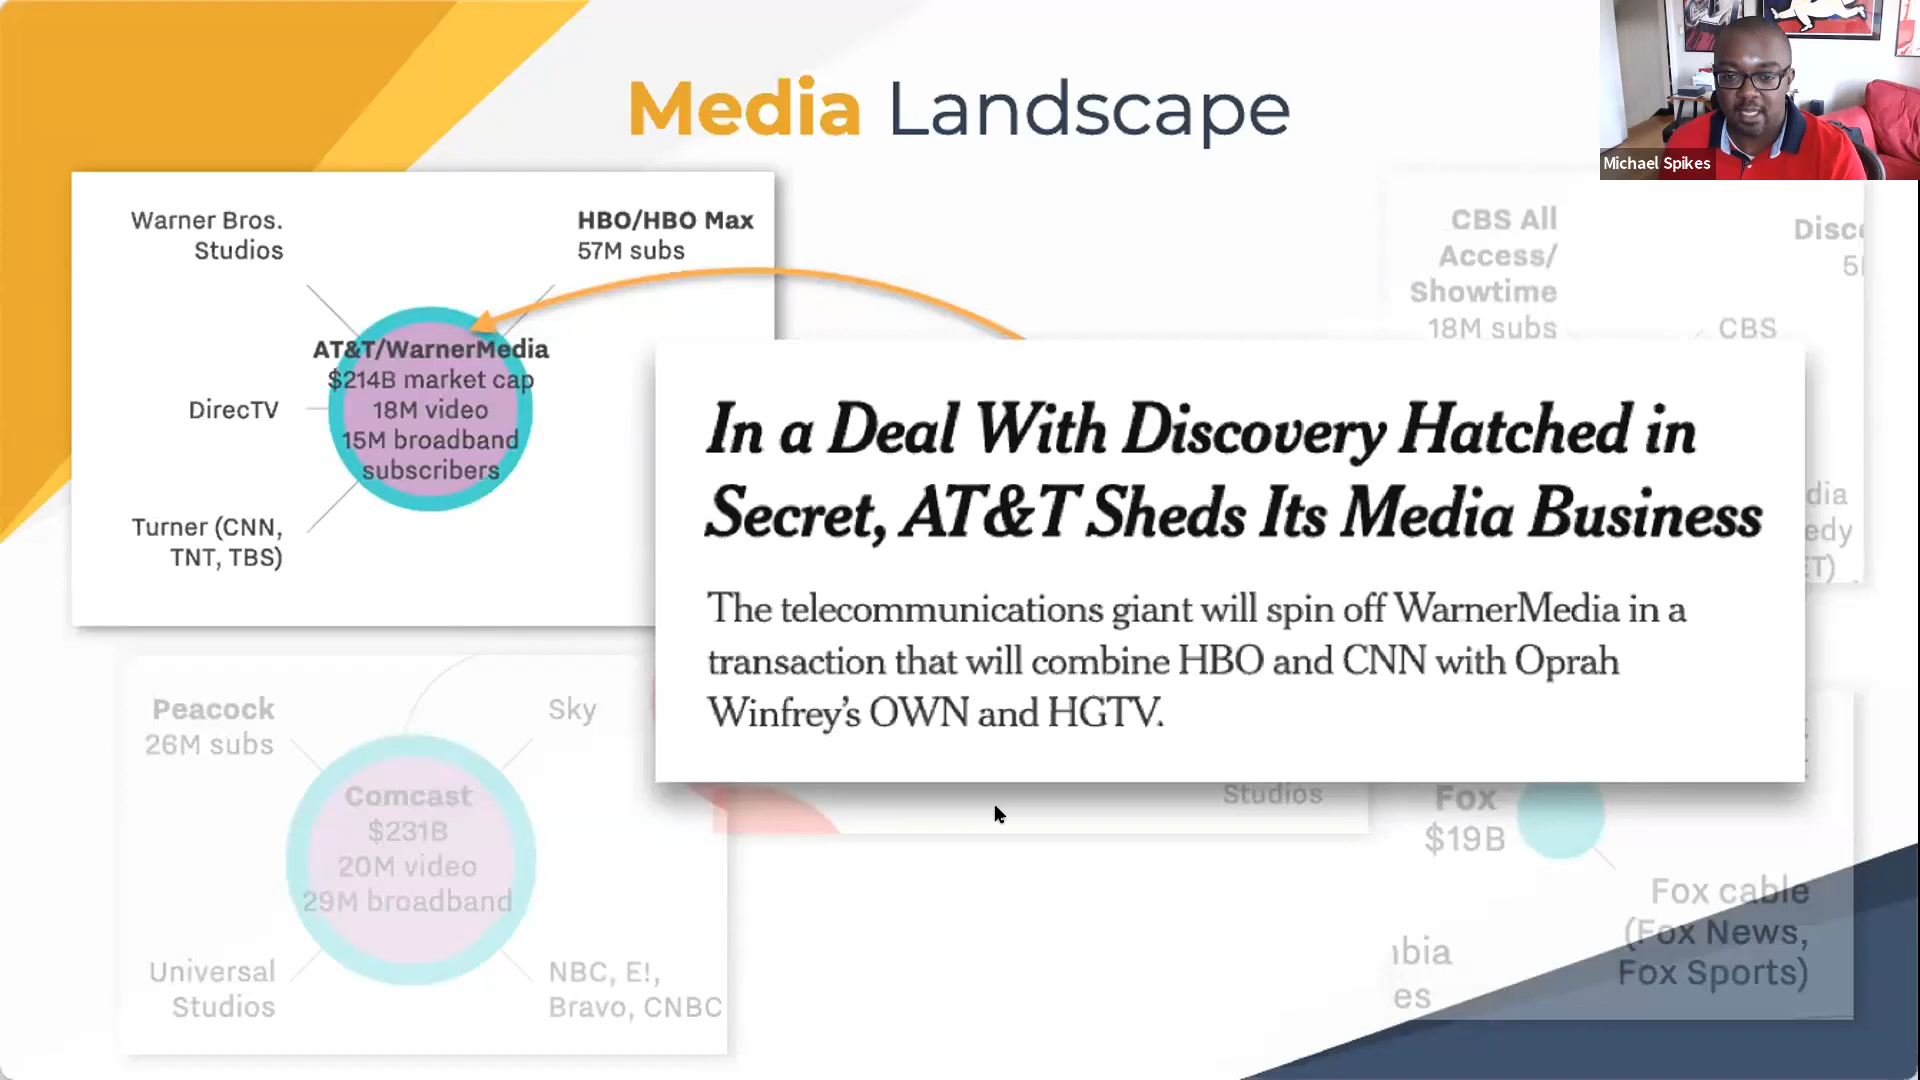 Media Landscape
Michael Spikes
Warner Bros.
Studios
HBO/HBO Max
57M subs
AT&T/WarnerMedia
$214B market cap
18M video
15M broadband
subscribers
DirecTV
Turner (CNN,
TNT, TBS)
CBS All
Access/
Showtime
18M subs
CBS
In a Deal With Discovery Hatched in
Secret, AT&T Sheds Its Media Business
The telecommunications giant will spin off WarnerMedia in a
transaction that will combine HBO and CNN with Oprah
Winfrey's OWN and HGTV.
Peacock
26M subs
Sky
Comcast
$231B
20M video
29M broadband
Universal
Studios
NBC, E!,
Bravo, CNBC
Studios
Fox
$19B
Fox cable
(Fox News,
Fox Sports)